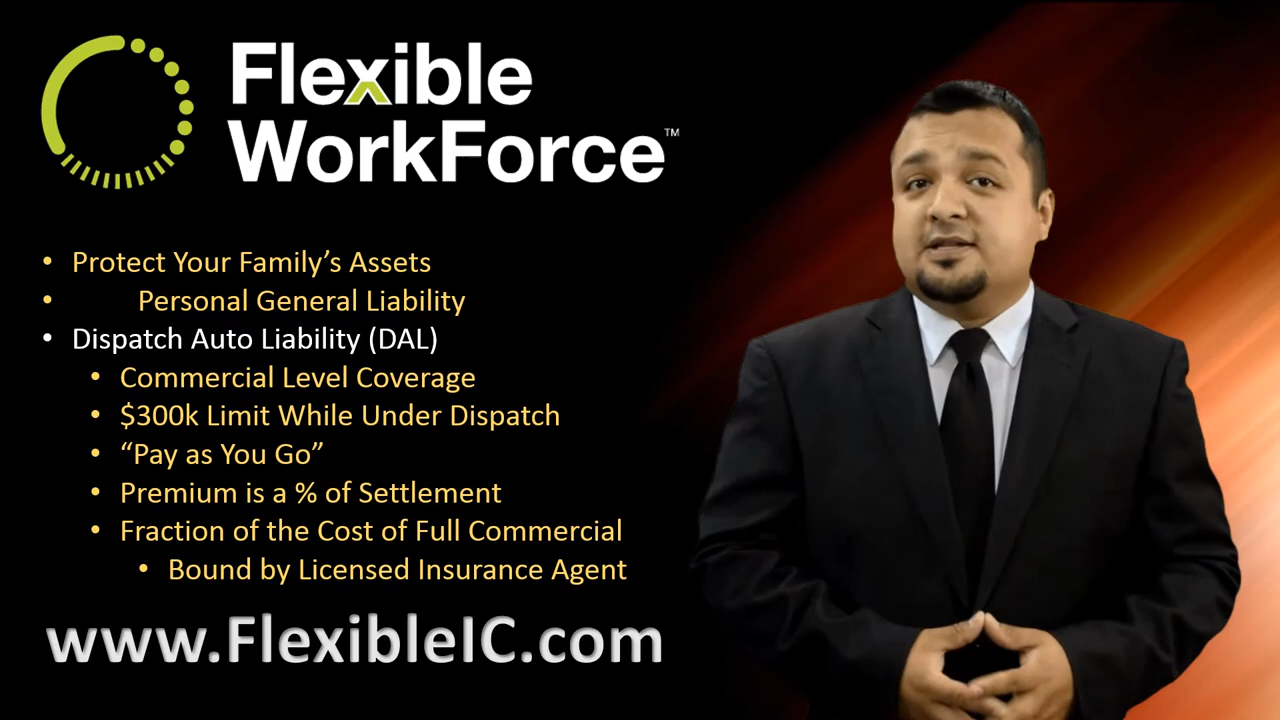 Flexible
WorkForce™
• Protect Your Family’s Assets
• Personal General Liability
• Dispatch Auto Liability (DAL)
• Commercial Level Coverage
• $300k Limit While Under Dispatch
• “Pay as You Go”
• Premium is a % of Settlement
• Fraction of the Cost of Full Commercial
• Bound by Licensed Insurance Agent
www.FlexibleIC.com